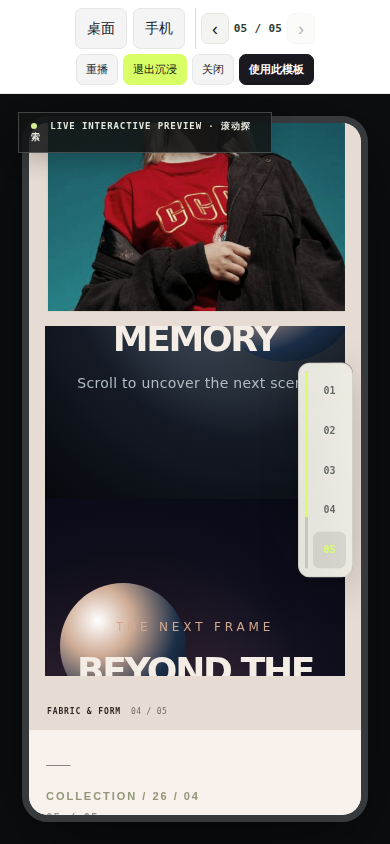 桌面 手机 ‹ 05 / 05 ›
重播 退出沉浸 关闭 使用此模板
LIVE INTERACTIVE PREVIEW · 滚动探
索
MEMORY
Scroll to uncover the next
01
02
03
04
05
THE NEXT FRAME
BEYOND THE
FABRIC & FORM 04 / 05
COLLECTION / 26 / 04